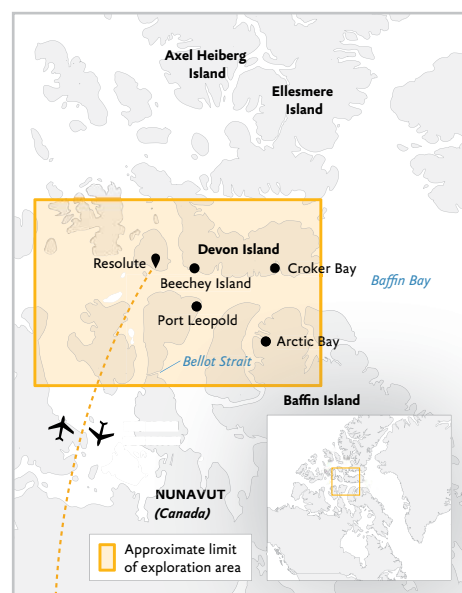 Axel Heiberg
Island
Ellesmere
Island
Devon Island
Resolute
Croker Bay
Beechey Island
Baffin Bay
Port Leopold
Arctic Bay
Bellot Strait
Baffin Island
NUNAVUT
(Canada)
Approximate limit
of exploration area